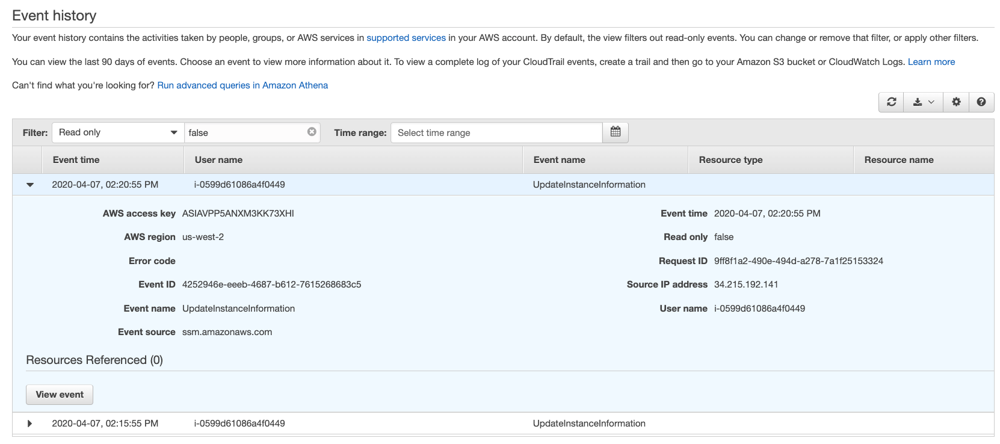 Event history
Your event history contains the activities taken by people, groups, or AWS services in supported services in your AWS account. By default, the view filters out read-only events. You can change or remove that filter, or apply other filters.
You can view the last 90 days of events. Choose an event to view more information about it. To view a complete log of your CloudTrail events, create a trail and then go to your Amazon S3 bucket or CloudWatch Logs. Learn more
Can't find what you're looking for? Run advanced queries in Amazon Athena
Filter: Read only false Time range: Select time range
Event time User name Event name Resource type Resource name
2020-04-07, 02:20:55 PM i-0599d61086a4f0449 UpdateInstanceInformation
AWS access key ASIAVPP5ANXM3KK73XHI Event time 2020-04-07, 02:20:55 PM
AWS region us-west-2 Read only false
Error code Request ID 9ff8f1a2-490e-494d-a278-7a1f25153324
Event ID 4252946e-eeeb-4687-b612-7615268683c5 Source IP address 34.215.192.141
Event name UpdateInstanceInformation User name i-0599d61086a4f0449
Event source ssm.amazonaws.com
Resources Referenced (0)
View event
2020-04-07, 02:15:55 PM i-0599d61086a4f0449 UpdateInstanceInformation